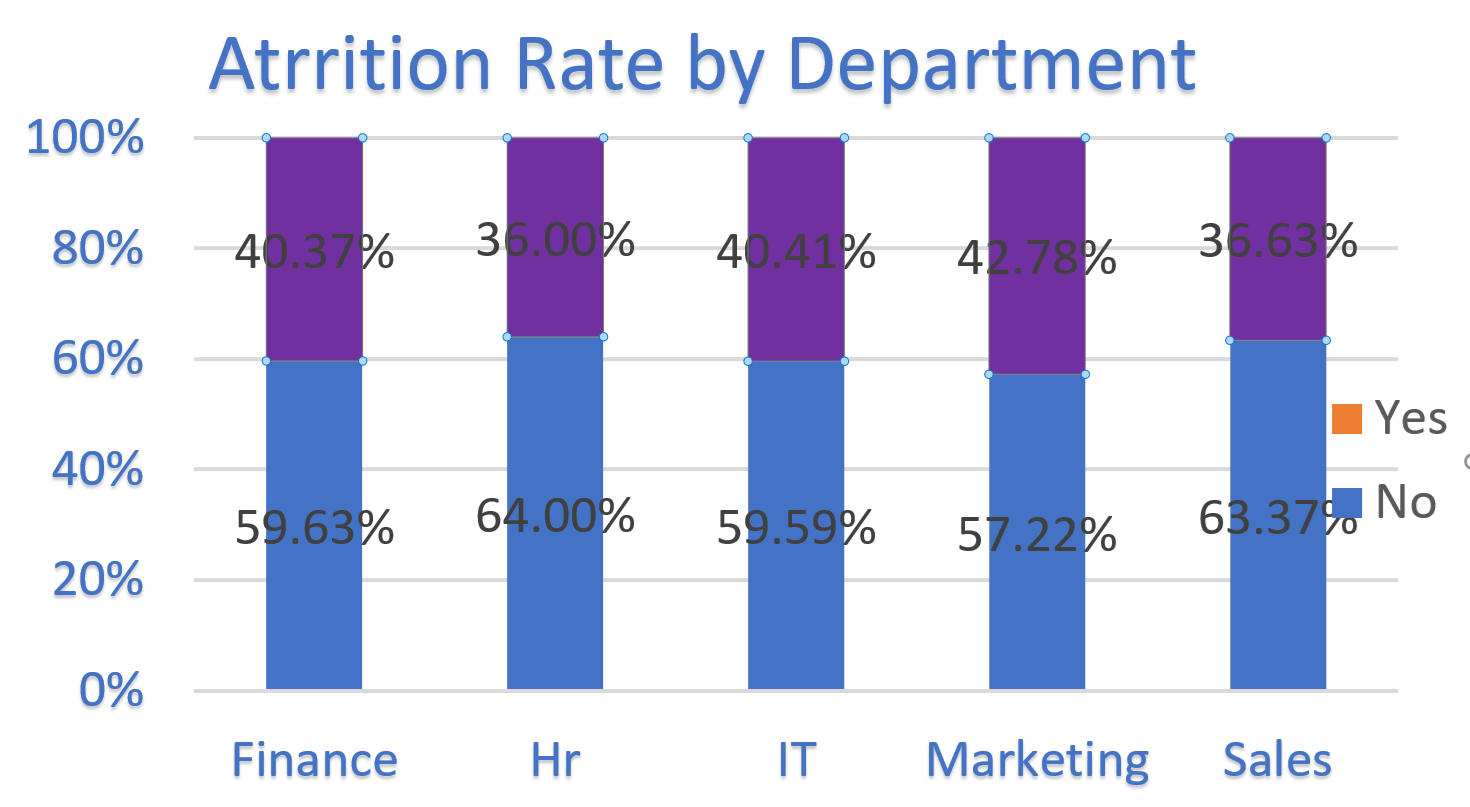 Atrrition Rate by Department
100%
80%
60%
40%
20%
0%
40.37% 36.00% 40.41% 42.78% 36.63%
59.63% 64.00% 59.59% 57.22% 63.37%
Finance Hr IT Marketing Sales
Yes
No